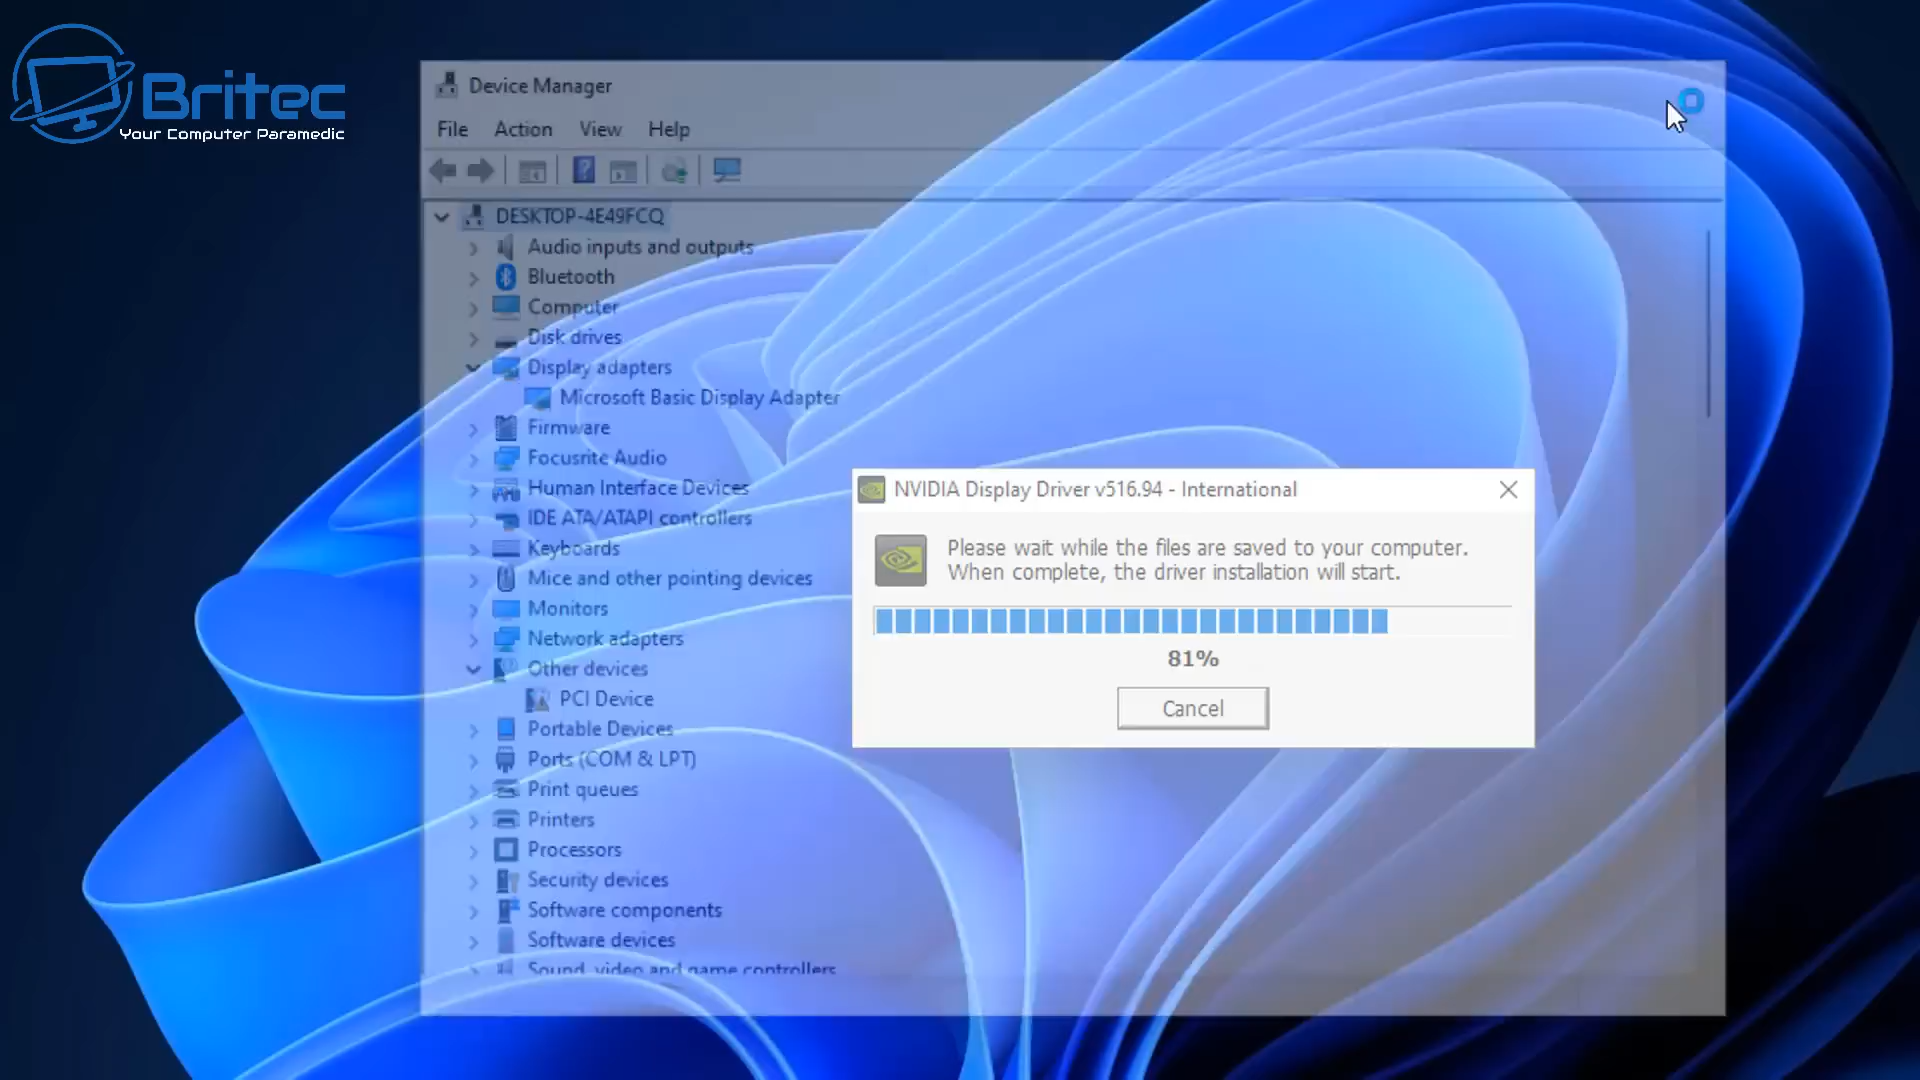 Britec
Your Computer Paramedic
Device Manager
File Action View Help
DESKTOP-4E49FCQ
Audio inputs and outputs
Bluetooth
Computer
Disk drives
Display adapters
Microsoft Basic Display Adapter
Firmware
Focusrite Audio
Human Interface Devices
IDE ATA/ATAPI controllers
Keyboards
Mice and other pointing devices
Monitors
Network adapters
Other devices
PCI Device
Portable Devices
Ports (COM & LPT)
Print queues
Printers
Processors
Security devices
Software components
Software devices
Sound, video and game controllers
NVIDIA Display Driver v516.94 - International
Please wait while the files are saved to your computer.
When complete, the driver installation will start.
81%
Cancel